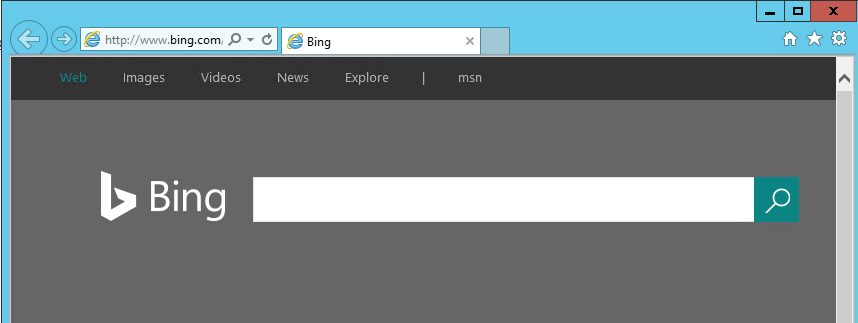 http://www.bing.com/
Bing
Web Images Videos News Explore | msn
Bing